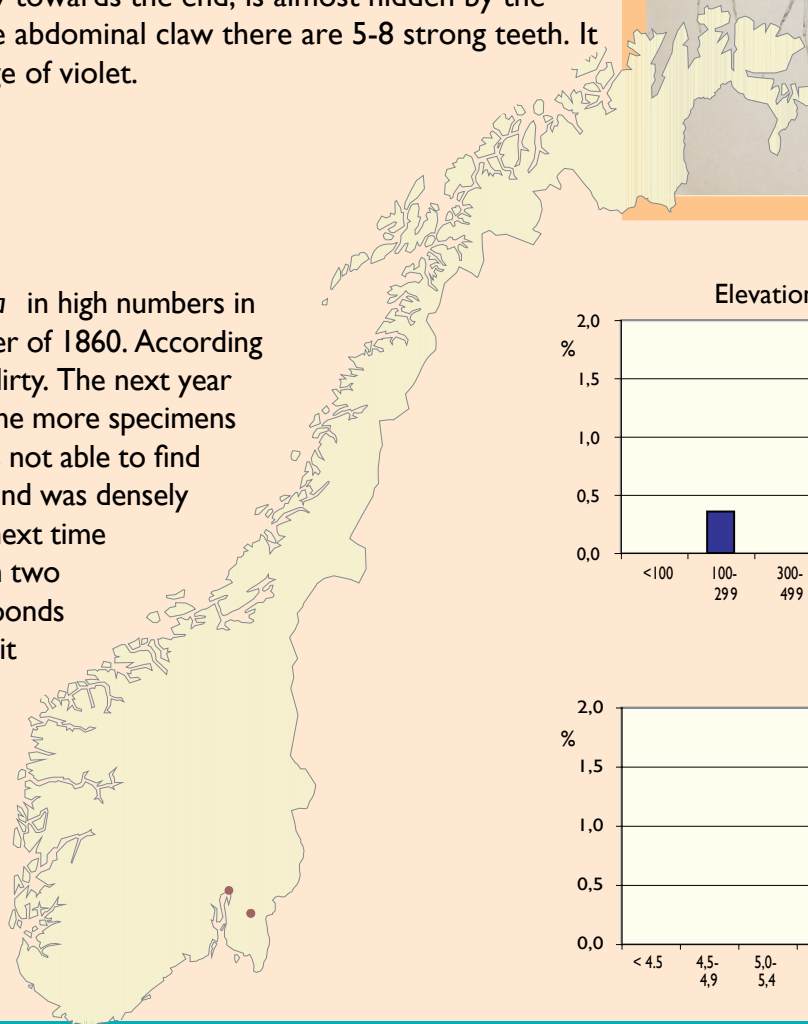 towards the end, is almost hidden by the
abdominal claw there are 5-8 strong teeth. It
of violet.
in high numbers in
of 1860. According
dirty. The next year
more specimens
not able to find
was densely
next time
two
ponds
it
Elevation
2,0
%
1,5
1,0
0,5
0,0
<100 100-299 300-499
2,0
%
1,5
1,0
0,5
0,0
< 4.5 4,5-4,9 5,0-5,4